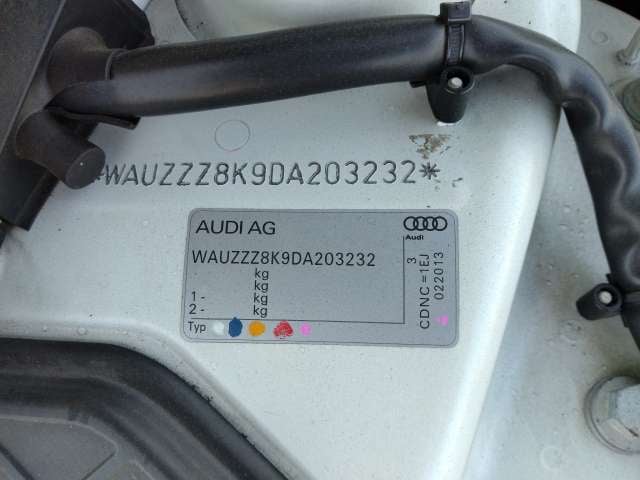 *WAUZZZ8K9DA203232*
AUDI AG
Audi
WAUZZZ8K9DA203232
kg
kg
1 - kg
2 - kg
Typ
CDNC=1EJ 3
022013